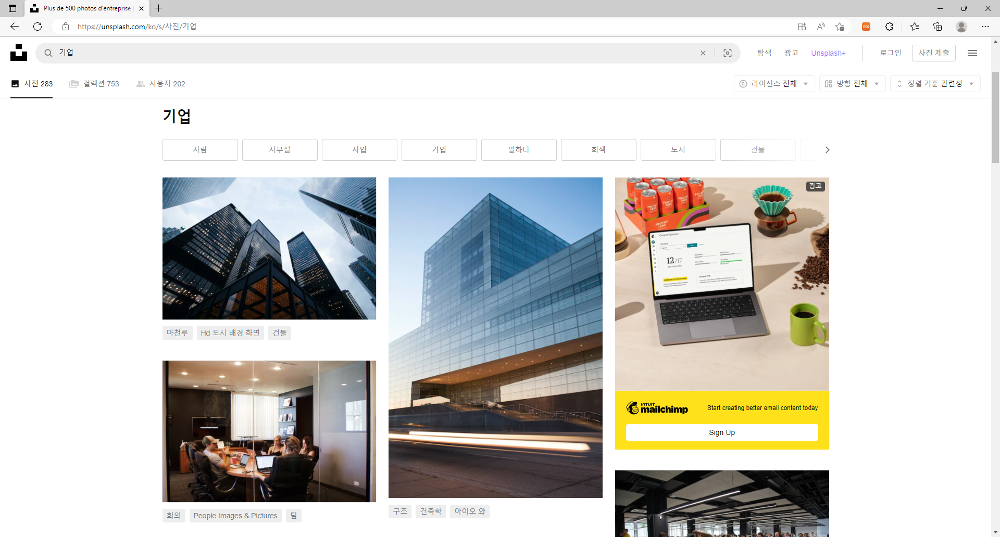 Plus de 500 photos d'entreprise
https://unsplash.com/ko/s/사진/기업
기업
탐색
광고
Unsplash+
로그인
사진 제출
사진 283
컬렉션 753
사용자 202
라이선스 전체
방향 전체
정렬 기준 관련성
기업
사람
사무실
사업
기업
일하다
회색
도시
건물
마천루
Hd 도시 배경 화면
건물
회의
People Images & Pictures
팀
구조
건축학
아이오 와
광고
FROTHY
JANE
Content Optimizer
12/17
INTUIT
mailchimp
Start creating better email content today
Sign Up